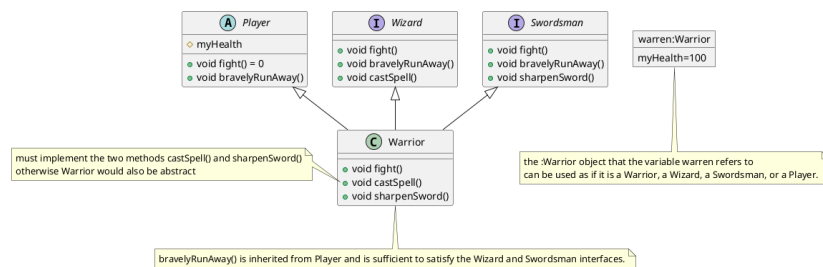 A Player
myHealth
void fight() = 0
void bravelyRunAway()
I Wizard
void fight()
void bravelyRunAway()
void castSpell()
I Swordsman
void fight()
void bravelyRunAway()
void sharpenSword()
warren:Warrior
myHealth=100
must implement the two methods castSpell() and sharpenSword()
otherwise Warrior would also be abstract
C Warrior
void fight()
void castSpell()
void sharpenSword()
the :Warrior object that the variable warren refers to
can be used as if it is a Warrior, a Wizard, a Swordsman, or a Player.
bravelyRunAway() is inherited from Player and is sufficient to satisfy the Wizard and Swordsman interfaces.